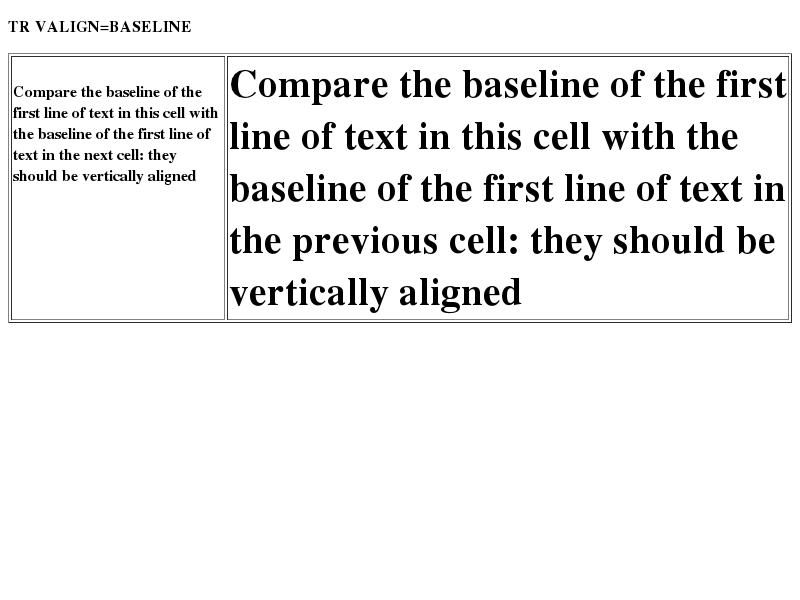 TR VALIGN=BASELINE
Compare the baseline of the
first line of text in this cell with
the baseline of the first line of
text in the next cell: they
should be vertically aligned
Compare the baseline of the first
line of text in this cell with the
baseline of the first line of text in
the previous cell: they should be
vertically aligned